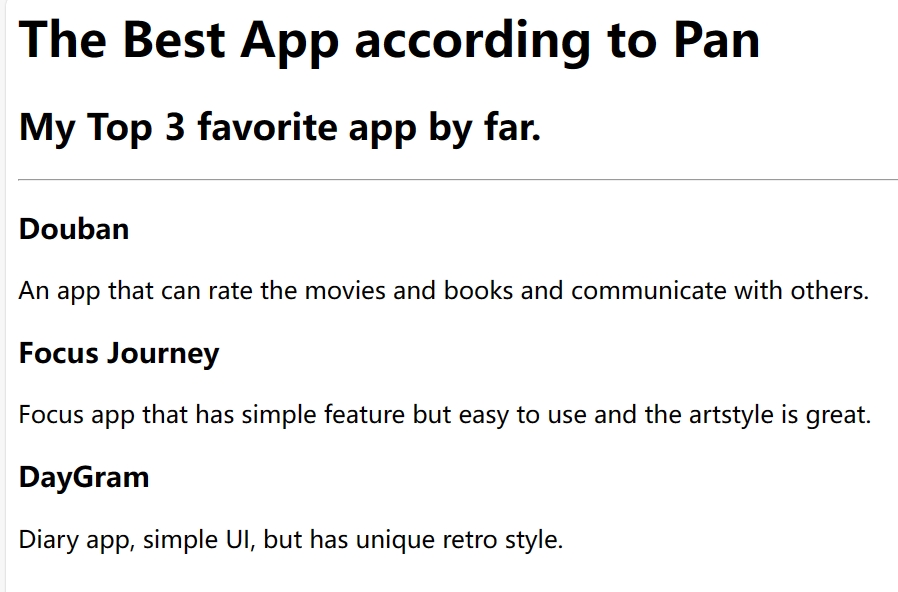 The Best App according to Pan
My Top 3 favorite app by far.
Douban
An app that can rate the movies and books and communicate with others.
Focus Journey
Focus app that has simple feature but easy to use and the artstyle is great.
DayGram
Diary app, simple UI, but has unique retro style.